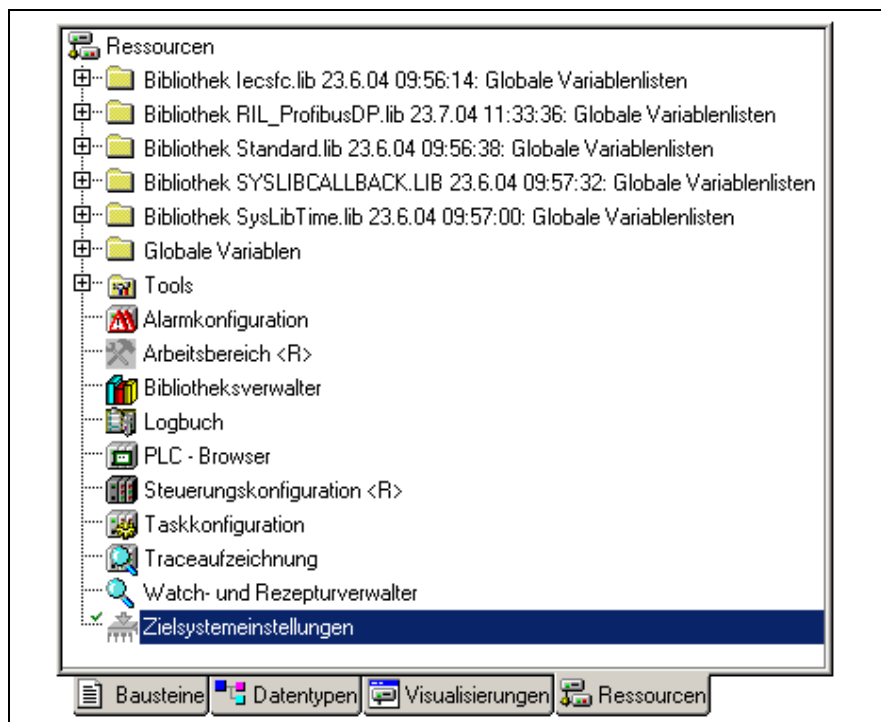 Ressourcen
Bibliothek Iecsfc.lib 23.6.04 09:56:14: Globale Variablenlisten
Bibliothek RIL_ProfibusDP.lib 23.7.04 11:33:36: Globale Variablenlisten
Bibliothek Standard.lib 23.6.04 09:56:38: Globale Variablenlisten
Bibliothek SYSLIBCALLBACK.LIB 23.6.04 09:57:32: Globale Variablenlisten
Bibliothek SysLibTime.lib 23.6.04 09:57:00: Globale Variablenlisten
Globale Variablen
Tools
Alarmkonfiguration
Arbeitsbereich <R>
Bibliotheksverwalter
Logbuch
PLC - Browser
Steuerungskonfiguration <R>
Taskkonfiguration
Traceaufzeichnung
Watch- und Rezepturverwalter
Zielsystemeinstellungen
Bausteine Datentypen Visualisierungen Ressourcen